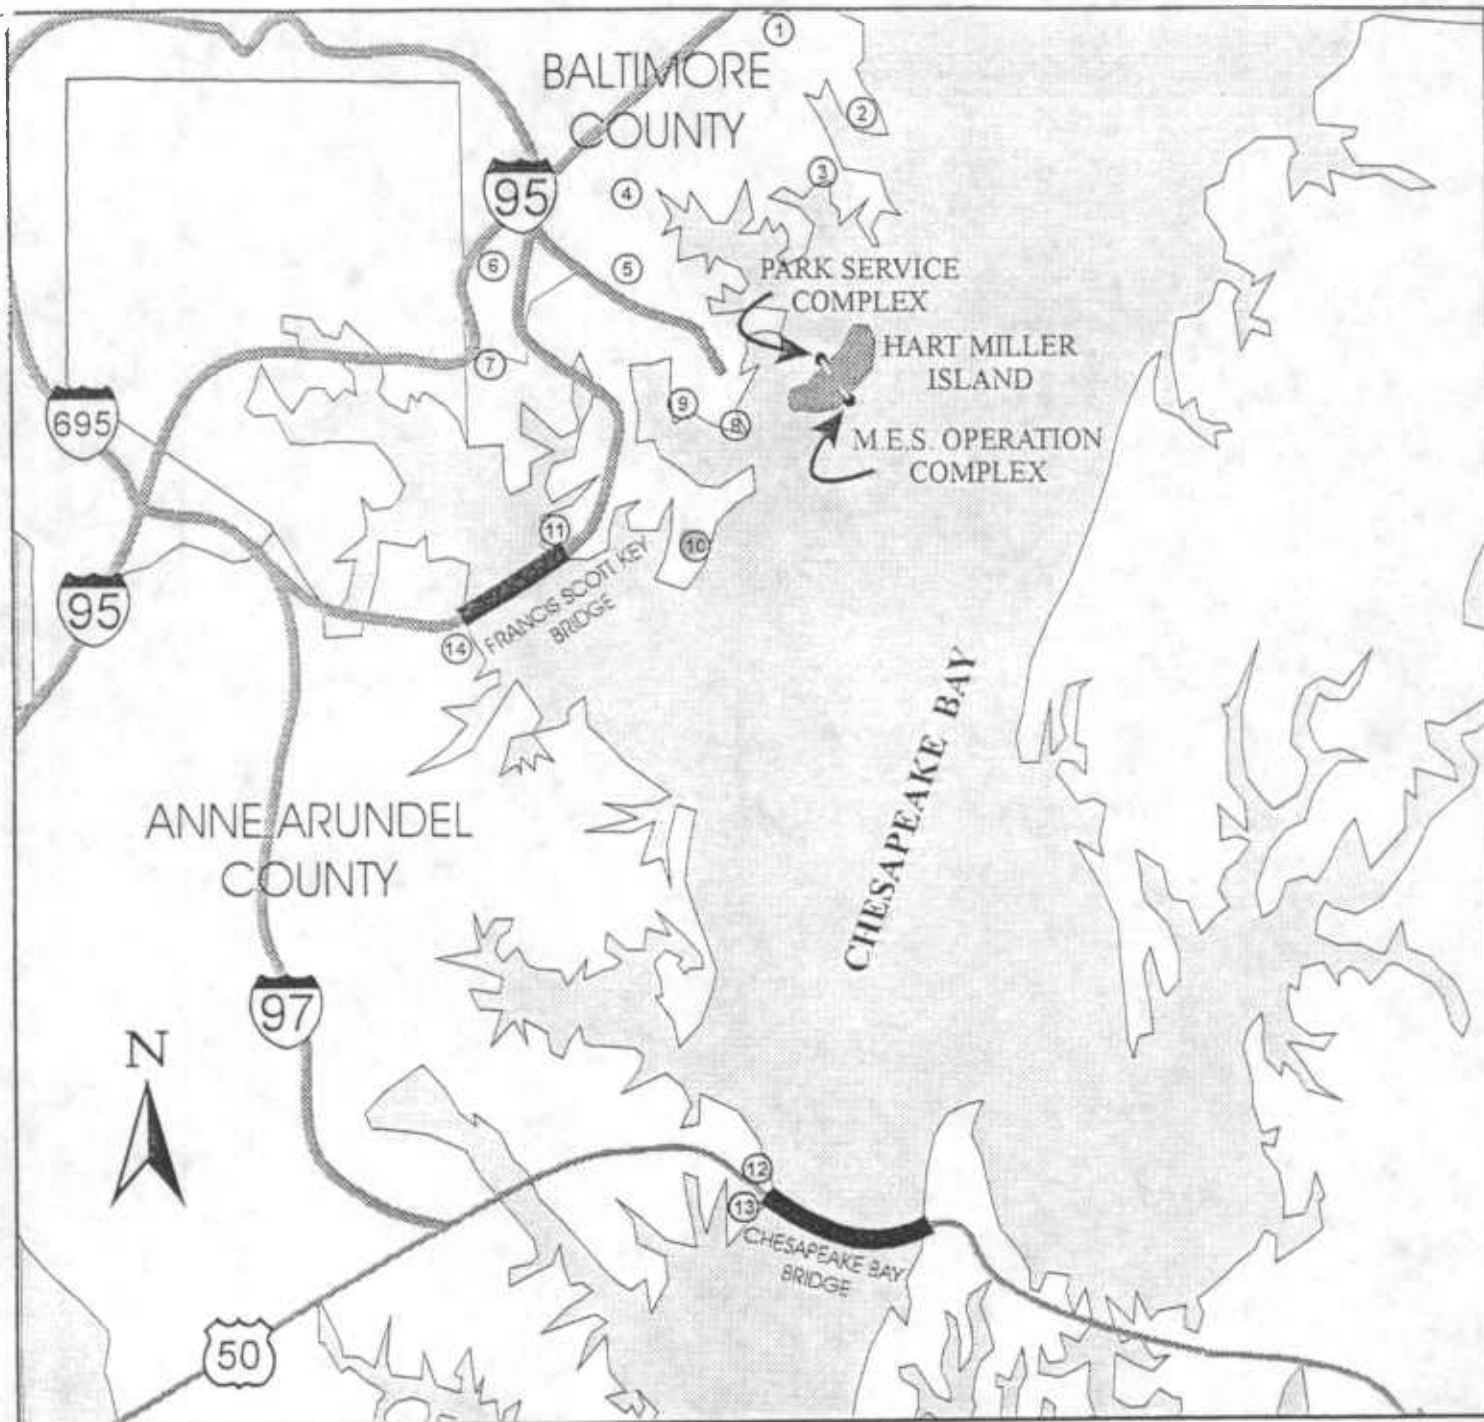 1
BALTIMORE
COUNTY
2
3
95
4
6
5
PARK SERVICE
COMPLEX
HART MILLER
ISLAND
7
9
8
695
M.E.S. OPERATION
COMPLEX
11
10
FRANCIS SCOTT KEY
BRIDGE
95
14
CHESAPEAKE BAY
ANNE ARUNDEL
COUNTY
97
N
12
13
CHESAPEAKE BAY
BRIDGE
50